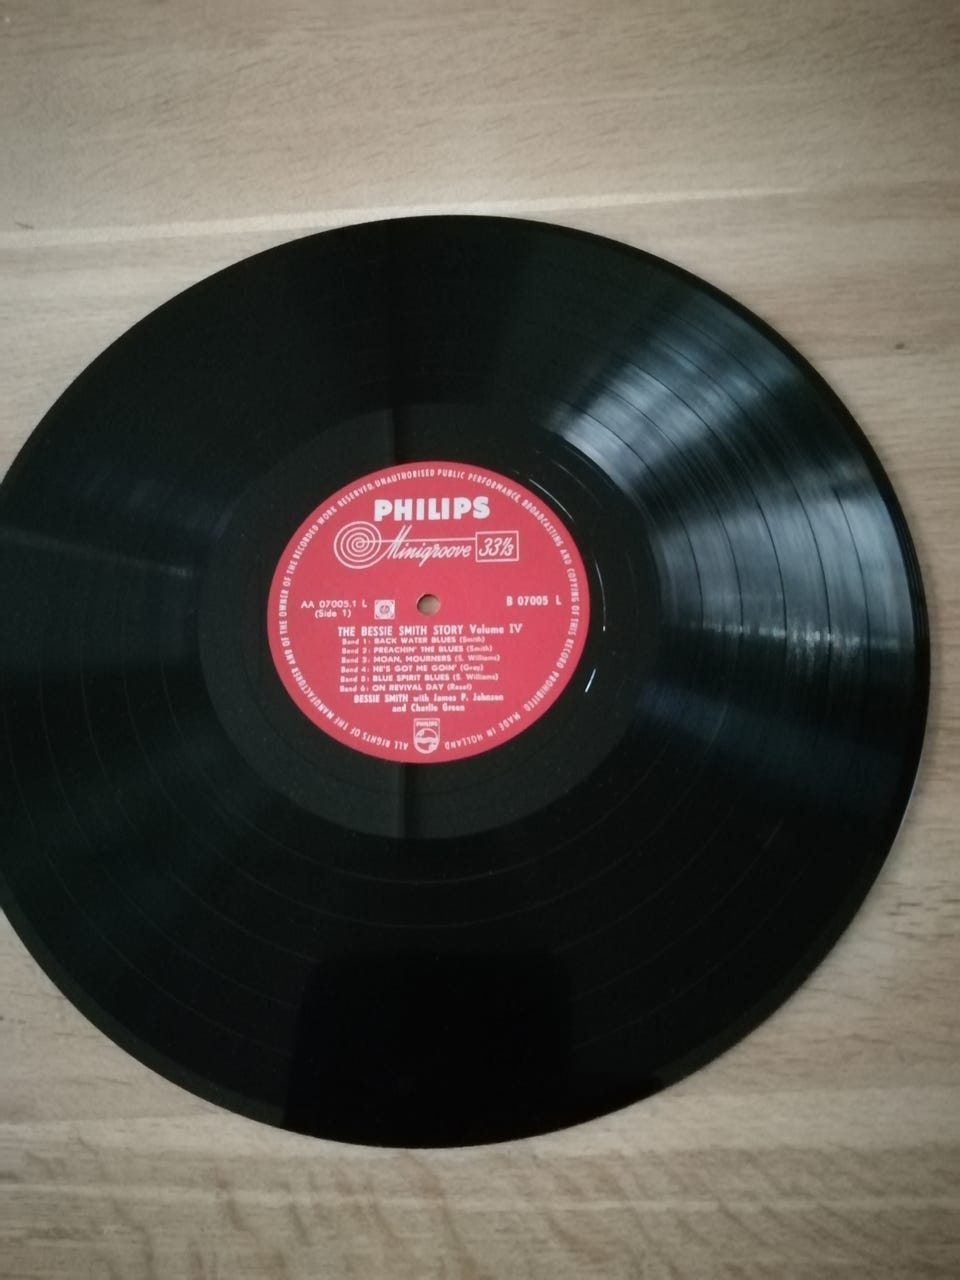 ALL RIGHTS OF THE MANUFACTURER AND OF THE OWNER OF THE RECORDED WORK RESERVED. UNAUTHORISED PUBLIC PERFORMANCE, BROADCASTING AND COPYING OF THIS RECORD PROHIBITED. MADE IN HOLLAND.
PHILIPS
Minigroove 33⅓
AA 07005.1 L B 07005 L
(Side 1)
THE BESSIE SMITH STORY Volume IV
Band 1: BACK WATER BLUES (Smith)
Band 2: PREACHIN' THE BLUES (Smith)
Band 3: MOAN, MOURNERS (S. Williams)
Band 4: HE'S GOT ME GOIN' (Grey)
Band 5: BLUE SPIRIT BLUES (S. Williams)
Band 6: ON REVIVAL DAY (Razal)
BESSIE SMITH with James P. Johnson
and Charlie Green
PHILIPS